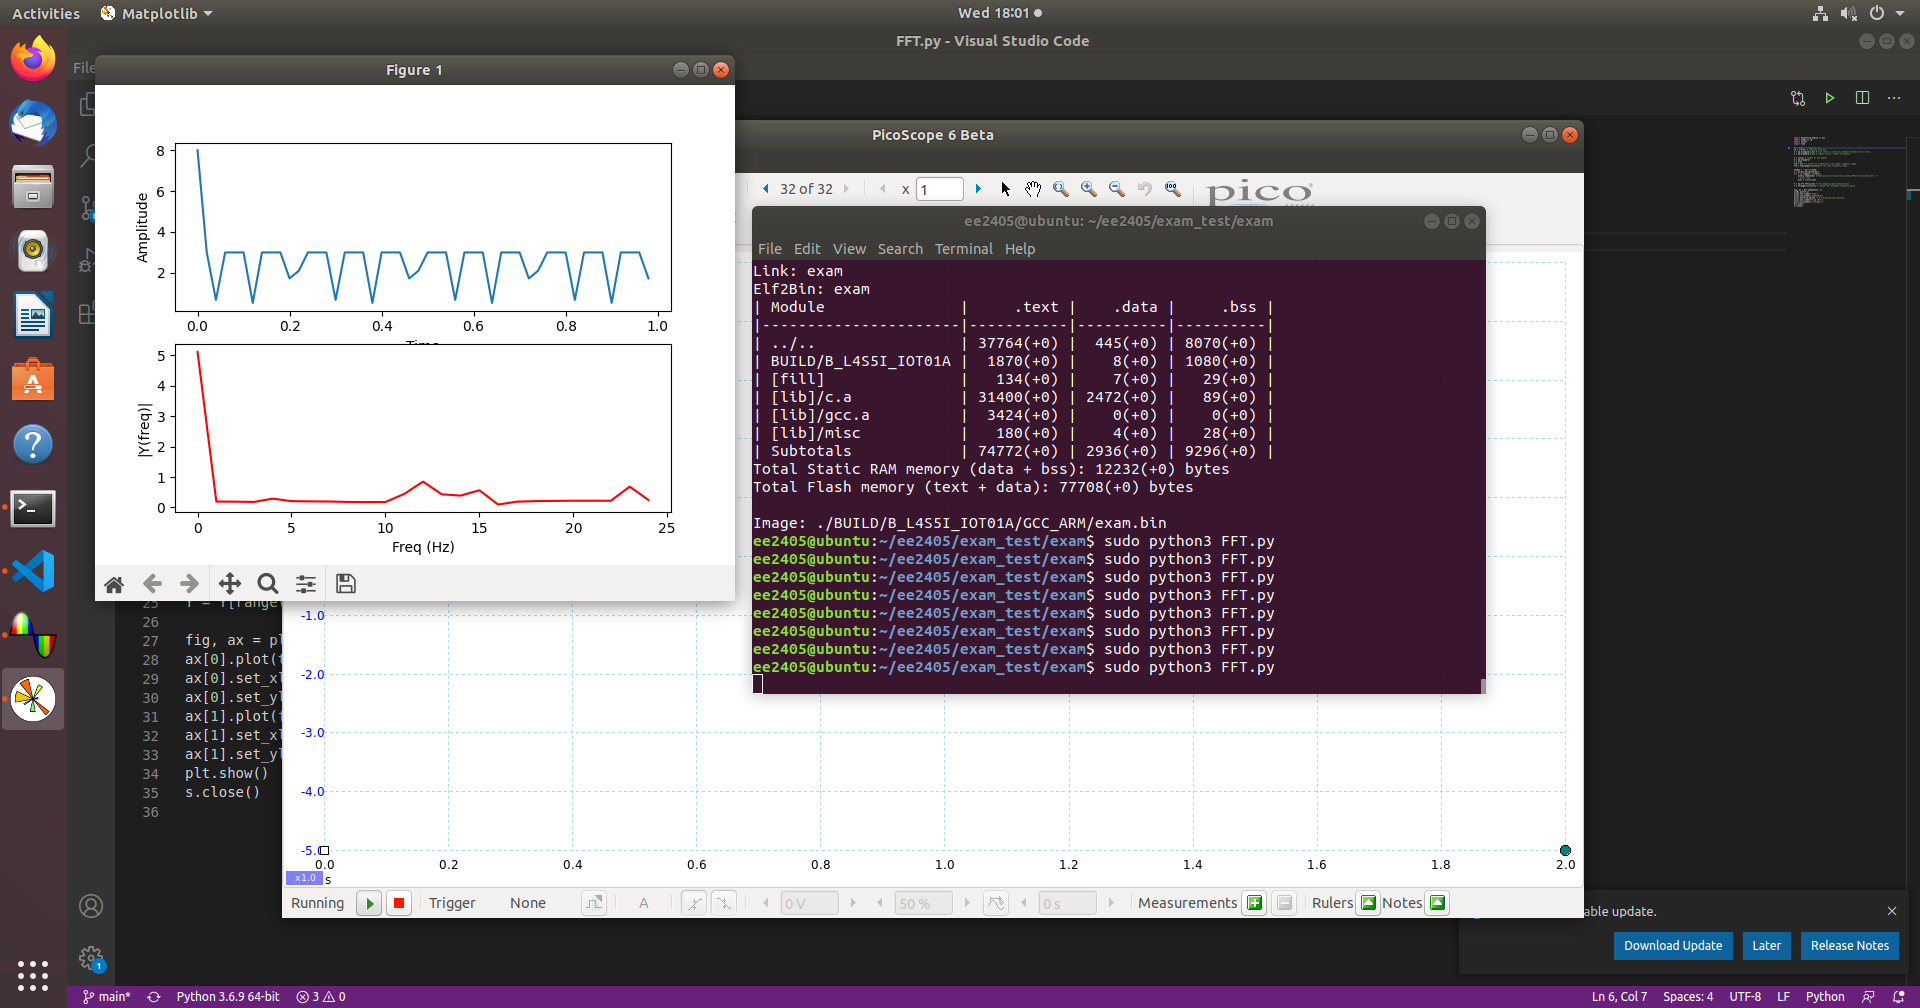 Activities Matplotlib Wed 18:01
FFT.py - Visual Studio Code
File
Figure 1
8
6
4
2
Amplitude
0.0 0.2 0.4 0.6 0.8 1.0
5
4
3
2
1
0
|Y(freq)|
0 5 10 15 20 25
Freq (Hz)
PicoScope 6 Beta
32 of 32 x 1
pico
ee2405@ubuntu: ~/ee2405/exam_test/exam
File Edit View Search Terminal Help
Link: exam
Elf2Bin: exam
| Module | .text | .data | .bss |
|----------------------|-----------|----------|----------|
| ../.. | 37764(+0) | 445(+0) | 8070(+0) |
| BUILD/B_L4S5I_IOT01A | 1870(+0) | 8(+0) | 1080(+0) |
| [fill] | 134(+0) | 7(+0) | 29(+0) |
| [lib]/c.a | 31400(+0) | 2472(+0) | 89(+0) |
| [lib]/gcc.a | 3424(+0) | 0(+0) | 0(+0) |
| [lib]/misc | 180(+0) | 4(+0) | 28(+0) |
| Subtotals | 74772(+0) | 2936(+0) | 9296(+0) |
Total Static RAM memory (data + bss): 12232(+0) bytes
Total Flash memory (text + data): 77708(+0) bytes
Image: ./BUILD/B_L4S5I_IOT01A/GCC_ARM/exam.bin
ee2405@ubuntu:~/ee2405/exam_test/exam$ sudo python3 FFT.py
ee2405@ubuntu:~/ee2405/exam_test/exam$ sudo python3 FFT.py
ee2405@ubuntu:~/ee2405/exam_test/exam$ sudo python3 FFT.py
ee2405@ubuntu:~/ee2405/exam_test/exam$ sudo python3 FFT.py
ee2405@ubuntu:~/ee2405/exam_test/exam$ sudo python3 FFT.py
ee2405@ubuntu:~/ee2405/exam_test/exam$ sudo python3 FFT.py
ee2405@ubuntu:~/ee2405/exam_test/exam$ sudo python3 FFT.py
ee2405@ubuntu:~/ee2405/exam_test/exam$ sudo python3 FFT.py
25 Y = Y[range
26
27 fig, ax = pl
28 ax[0].plot(
29 ax[0].set_xl
30 ax[0].set_yl
31 ax[1].plot(
32 ax[1].set_xl
33 ax[1].set_yl
34 plt.show()
35 s.close()
36
-1.0
-2.0
-3.0
-4.0
-5.0
0.0 0.2 0.4 0.6 0.8 1.0 1.2 1.4 1.6 1.8 2.0
x1.0 s
Running Trigger None A 0 V 50 % 0 s Measurements Rulers Notes
able update.
Download Update Later Release Notes
1
main* Python 3.6.9 64-bit 3 0 Ln 6, Col 7 Spaces: 4 UTF-8 LF Python